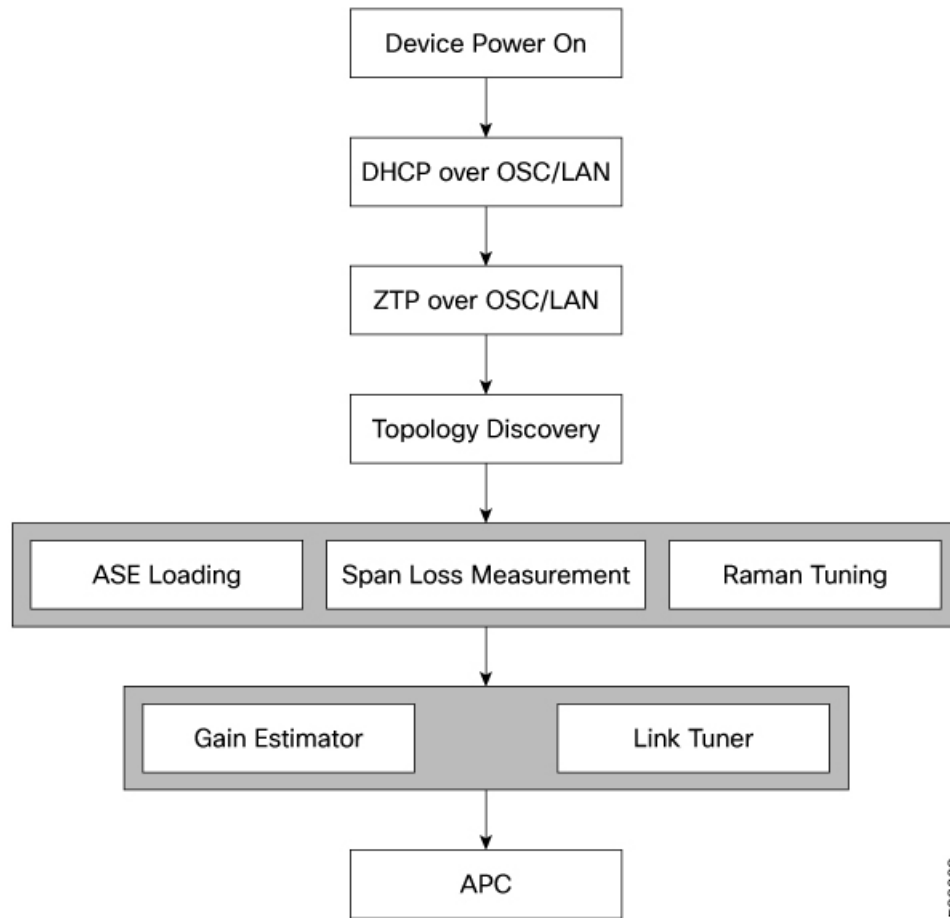 Device Power On
DHCP over OSC/LAN
ZTP over OSC/LAN
Topology Discovery
ASE Loading
Span Loss Measurement
Raman Tuning
Gain Estimator
Link Tuner
APC